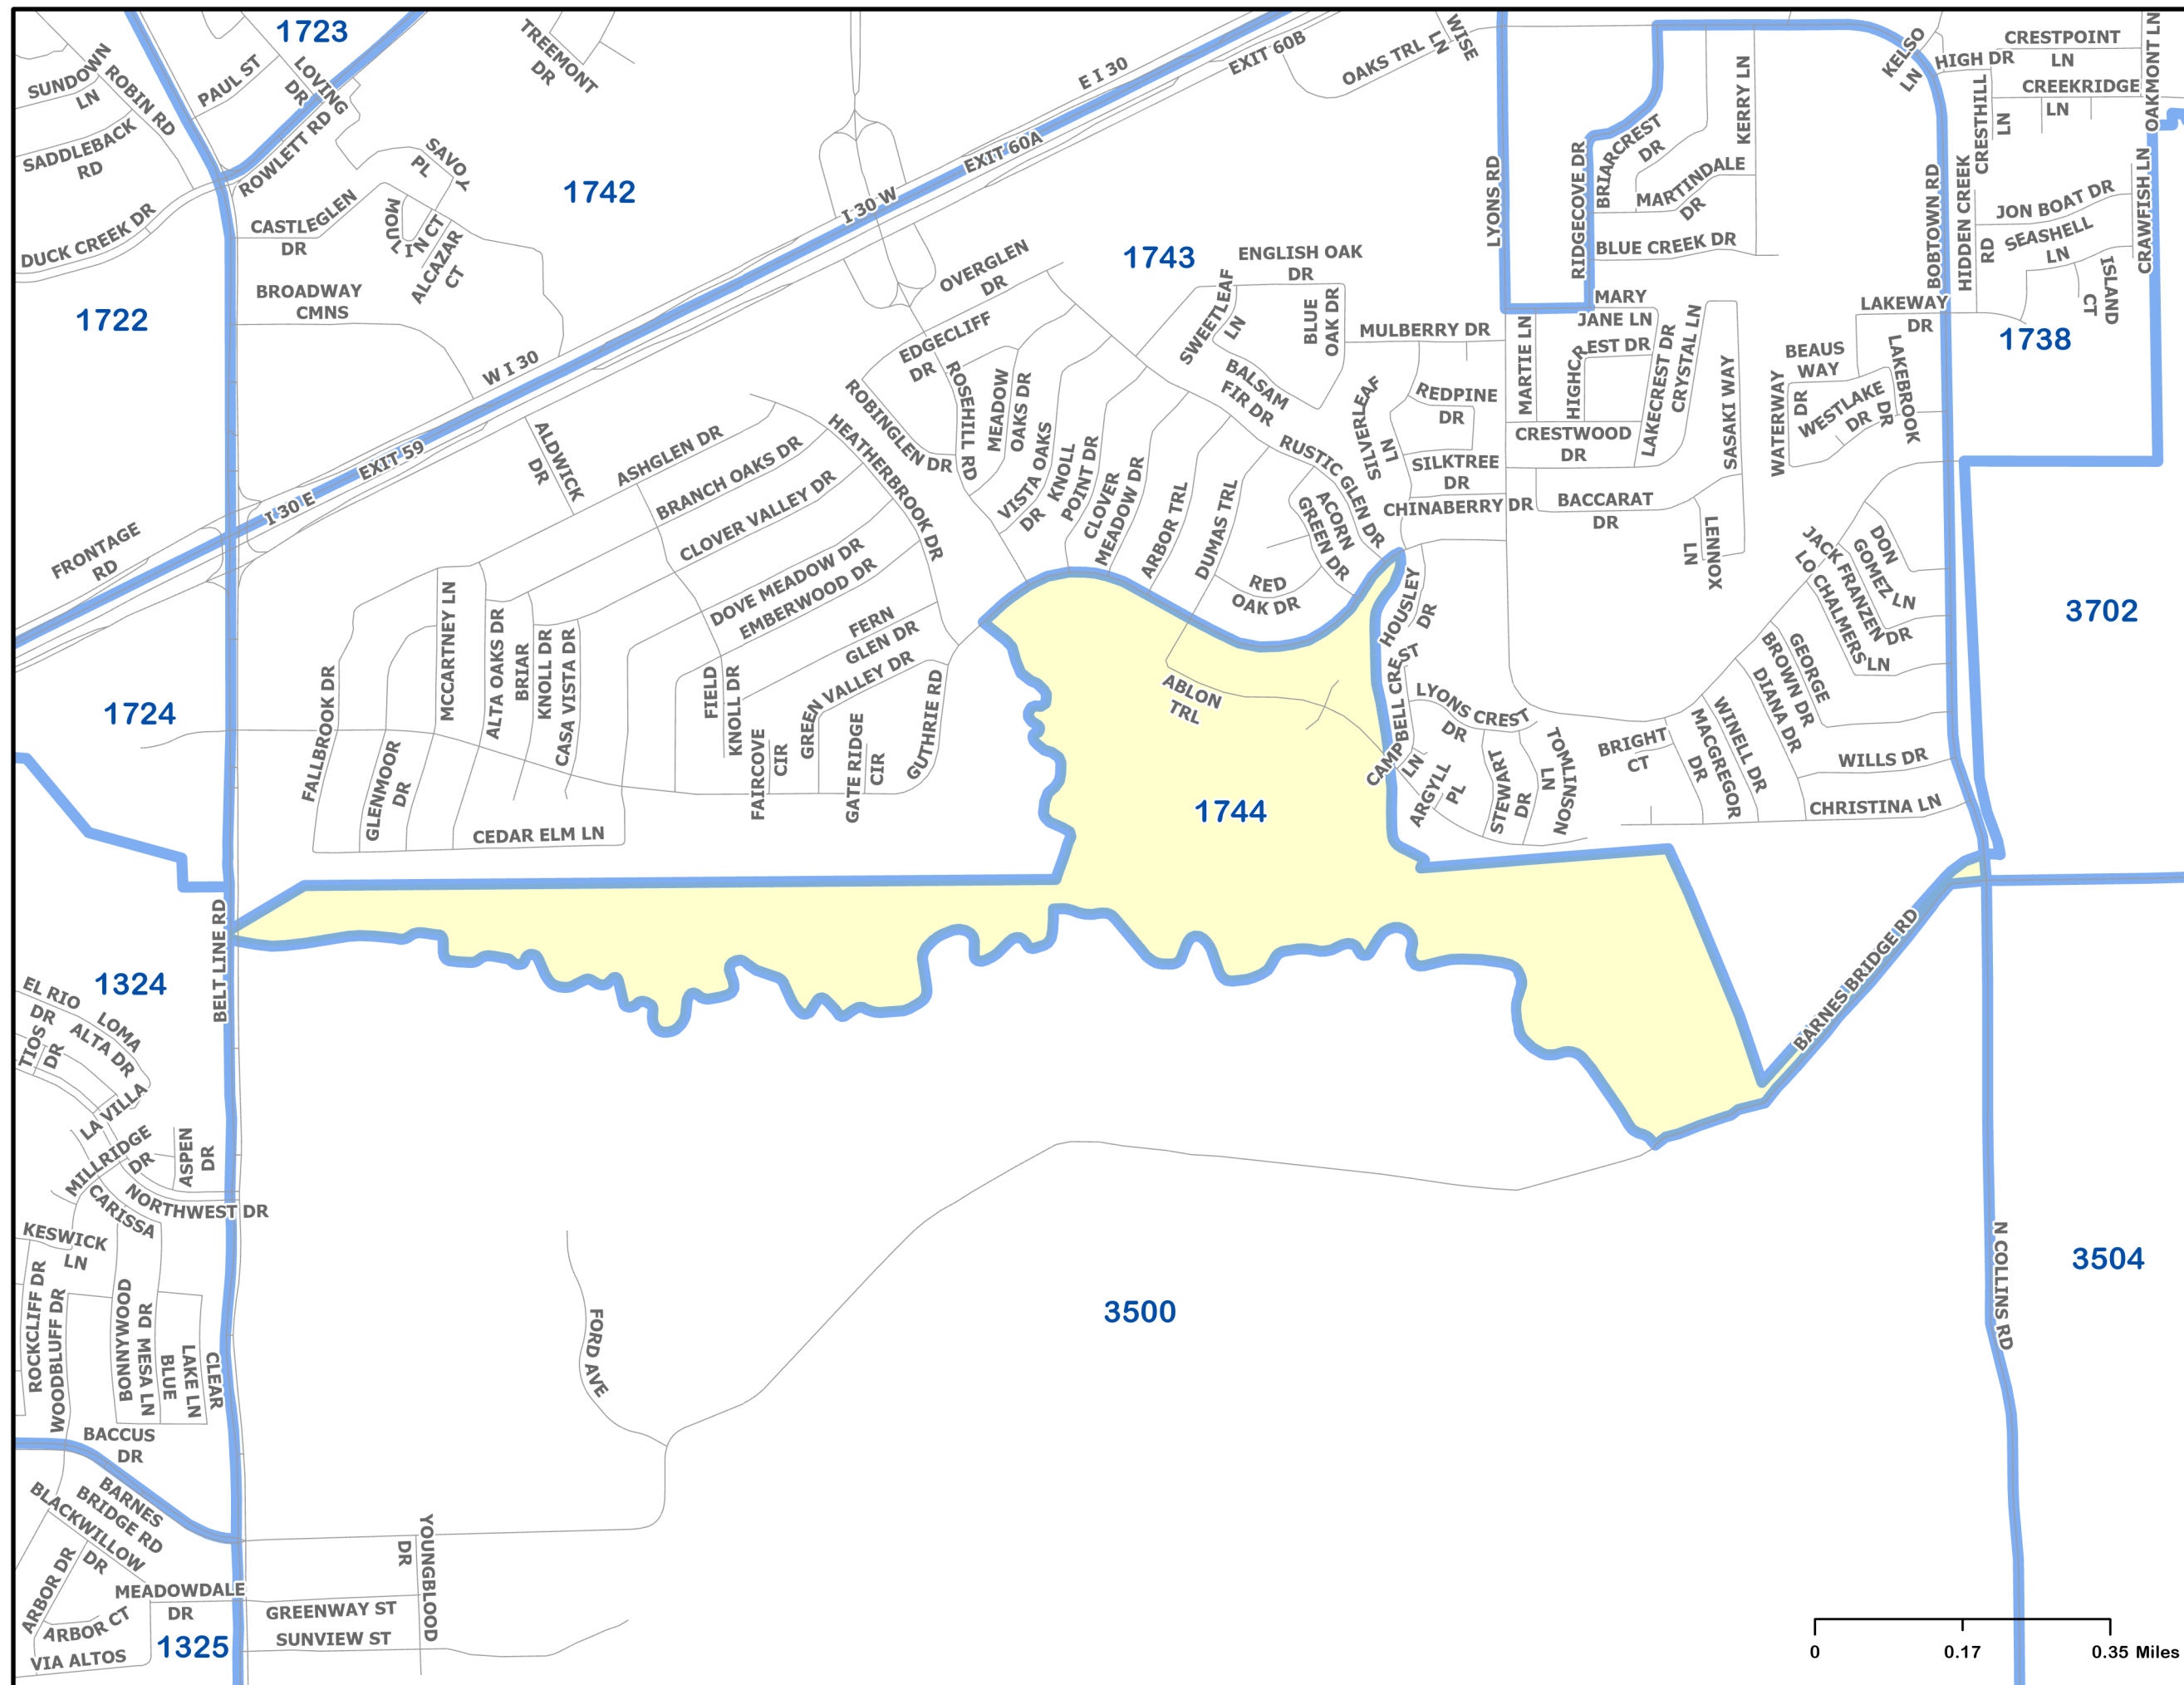 1723
TREEMONT
DR
WISE
LN
OAKS TRL
KELSO
LN
CRESTPOINT
LN
HIGH DR
CREEKRIDGE
LN
OAKMONT LN
SUNDOWN
LN
ROBIN RD
PAUL ST
LOVING
DR
ROWLETT RD
E I 30
EXIT 60B
EXIT 60A
KERRY LN
CRESTHILL
LN
SADDLEBACK
RD
SAVOY
PL
1742
I 30 W
LYONS RD
RIDGECOVE DR
BRIARCREST
DR
MARTINDALE
DR
BOBTOWN RD
HIDDEN CREEK
RD
JON BOAT DR
CRAWFISH LN
DUCK CREEK DR
CASTLEGLEN
DR
MOULIN CT
ALCAZAR
CT
1743
ENGLISH OAK
DR
BLUE CREEK DR
SEASHELL
LN
ISLAND
CT
BROADWAY
CMNS
1722
OVERGLEN
DR
SWEETLEAF
LN
BLUE
OAK DR
MARY
JANE LN
LAKEWAY
DR
1738
W I 30
EDGECLIFF
DR
MULBERRY DR
MARTIE LN
HIGHCREST DR
LAKECREST DR
CRYSTAL LN
SASAKI WAY
BEAUS
WAY
LAKEBROOK
DR
WATERWAY
DR
WESTLAKE
DR
ROBINGLEN DR
ROSEHILL RD
MEADOW
OAKS DR
BALSAM
FIR DR
SILVERLEAF
LN
REDPINE
DR
CRESTWOOD
DR
EXIT 59
I 30 E
ALDWICK
DR
ASHGLEN DR
BRANCH OAKS DR
HEATHERBROOK DR
VISTA OAKS
DR
KNOLL
POINT DR
CLOVER
MEADOW DR
ARBOR TRL
DUMAS TRL
RUSTIC GLEN DR
ACORN
GREEN DR
SILKTREE
DR
CHINABERRY DR
BACCARAT
DR
LENNOX
LN
FRONTAGE
RD
CLOVER VALLEY DR
DOVE MEADOW DR
EMBERWOOD DR
RED
OAK DR
HOUSLEY
DR
DON
GOMEZ LN
JACK FRANZEN DR
LO CHALMERS LN
3702
MCCARTNEY LN
ALTA OAKS DR
BRIAR
KNOLL DR
CASA VISTA DR
FERN
GLEN DR
GREEN VALLEY DR
FIELD
KNOLL DR
GEORGE
BROWN DR
DIANA DR
1724
FALLBROOK DR
GLENMOOR
DR
FAIRCOVE
CIR
GATE RIDGE
CIR
GUTHRIE RD
ABLON
TRL
CAMPBELL CREST
LN
LYONS CREST
DR
TOMLINSON
LN
BRIGHT
CT
WINELL DR
MACGREGOR
DR
WILLS DR
ARGYLL
PL
STEWART
DR
CHRISTINA LN
CEDAR ELM LN
1744
BELT LINE RD
1324
BARNES BRIDGE RD
EL RIO
DR
LOMA
ALTA DR
TIOS
DR
LA VILLA
MILLRIDGE
DR
ASPEN
DR
CARISSA
NORTHWEST DR
KESWICK
LN
N COLLINS RD
3504
3500
ROCKCLIFF DR
WOODBLUFF DR
BONNYWOOD
DR
MESA LN
BLUE
LAKE LN
CLEAR
FORD AVE
BACCUS
DR
BARNES
BRIDGE RD
BLACKWILLOW
DR
YOUNGBLOOD
DR
ARBOR DR
ARBOR CT
MEADOWDALE
DR
GREENWAY ST
SUNVIEW ST
1325
VIA ALTOS
0
0.17
0.35 Miles